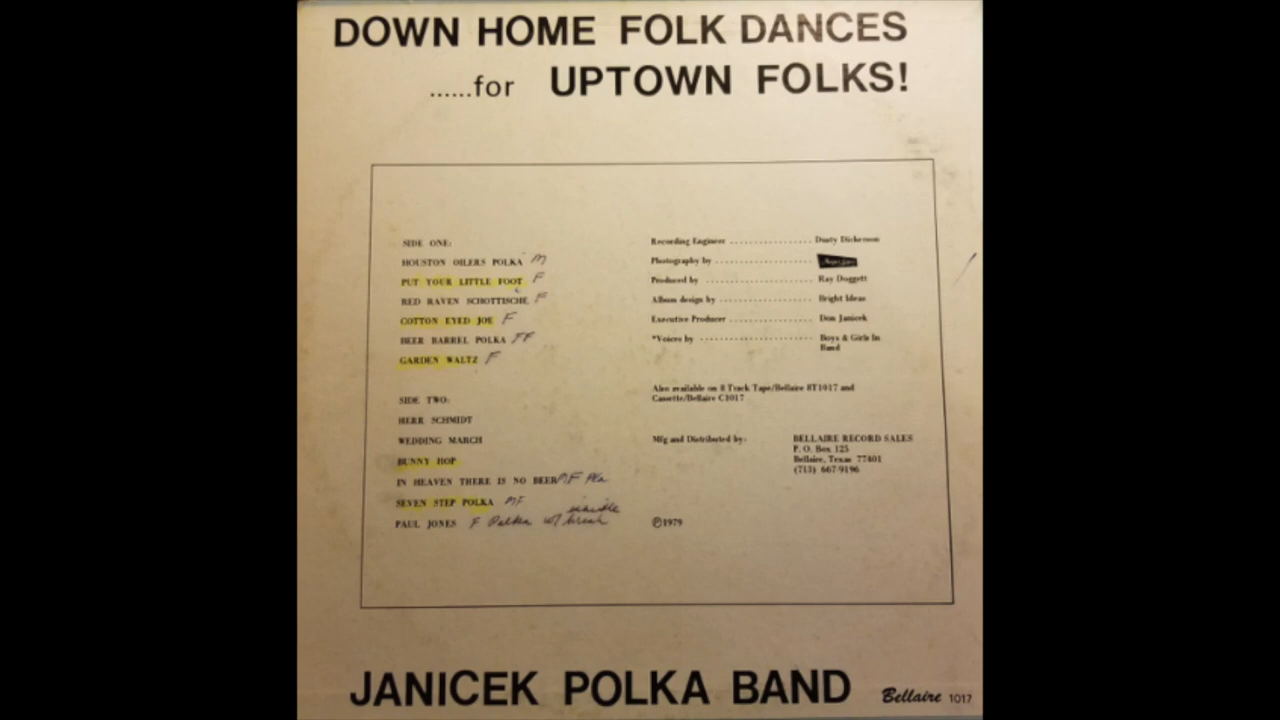 DOWN HOME FOLK DANCES
......for UPTOWN FOLKS!
SIDE ONE:
HOUSTON OILERS POLKA M
PUT YOUR LITTLE FOOT F
RED RAVEN SCHOTTISCHE F
COTTON EYED JOE F
BEER BARREL POLKA FF
GARDEN WALTZ F
SIDE TWO:
HERR SCHMIDT
WEDDING MARCH
BUNNY HOP
IN HEAVEN THERE IS NO BEER MF
SEVEN STEP POLKA MF
PAUL JONES F Polka w/ break
Recording Engineer .................. Dusty Dickerson
Photography by ......................
Produced by ........................ Ray Doggett
Album design by .................... Bright Ideas
Executive Producer ................ Don Janicek
*Voices by ------------------------ Boys & Girls In
Band
Also available on 8 Track Tape/Bellaire 8T1017 and
Cassette/Bellaire C1017
Mfg and Distributed by: BELLAIRE RECORD SALES
P. O. Box 125
Bellaire, Texas 77401
(713) 667-9196
Ⓟ1979
JANICEK POLKA BAND
Bellaire 1017